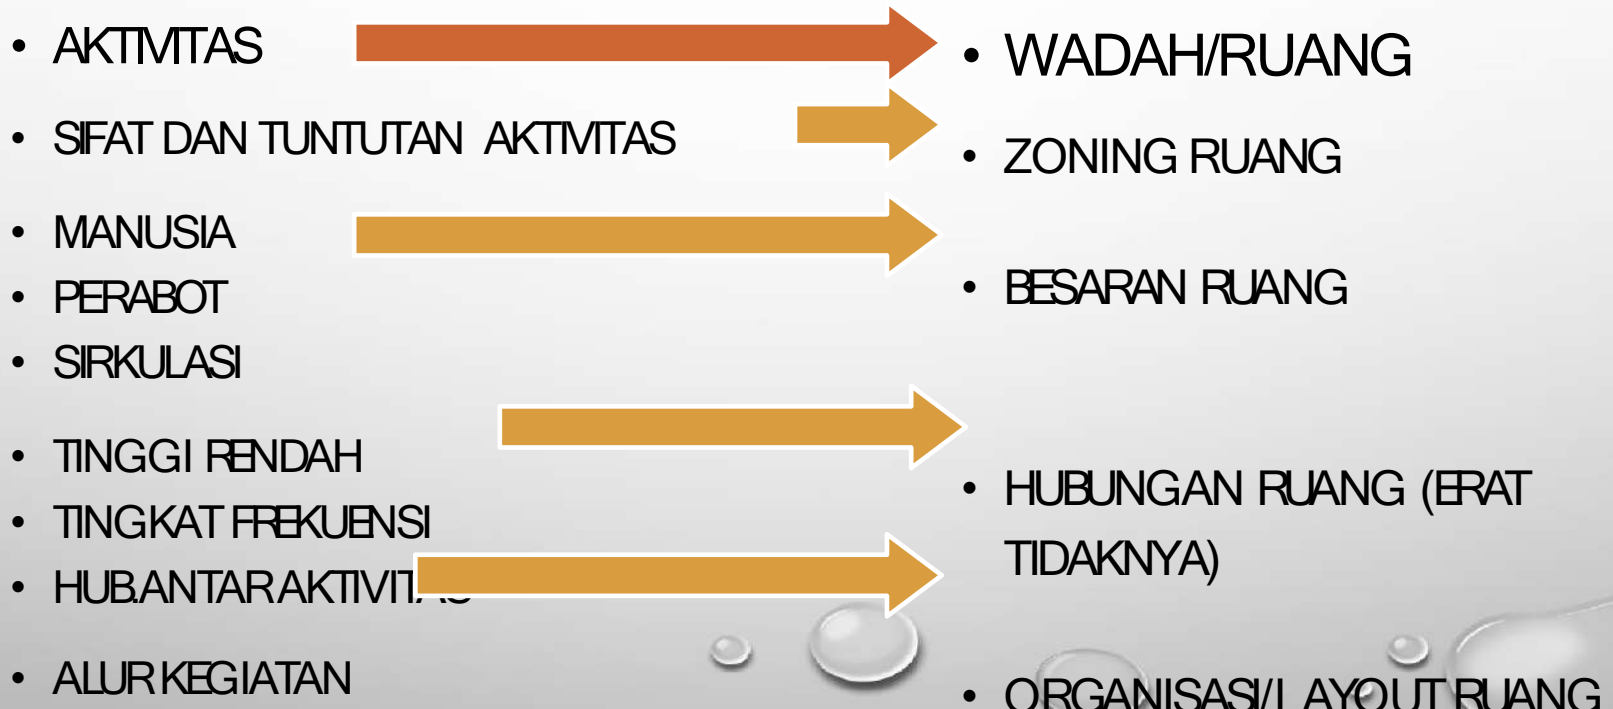 • AKTIVITAS
• SIFAT DAN TUNTUTAN AKTIVITAS
• MANUSIA
• PERABOT
• SIRKULASI
• TINGGI RENDAH
• TINGKAT FREKUENSI
• HUB.ANTAR AKTIVITAS
• ALUR KEGIATAN
• WADAH/RUANG
• ZONING RUANG
• BESARAN RUANG
• HUBUNGAN RUANG (ERAT
TIDAKNYA)
• ORGANISASI/LAYOUT RUANG